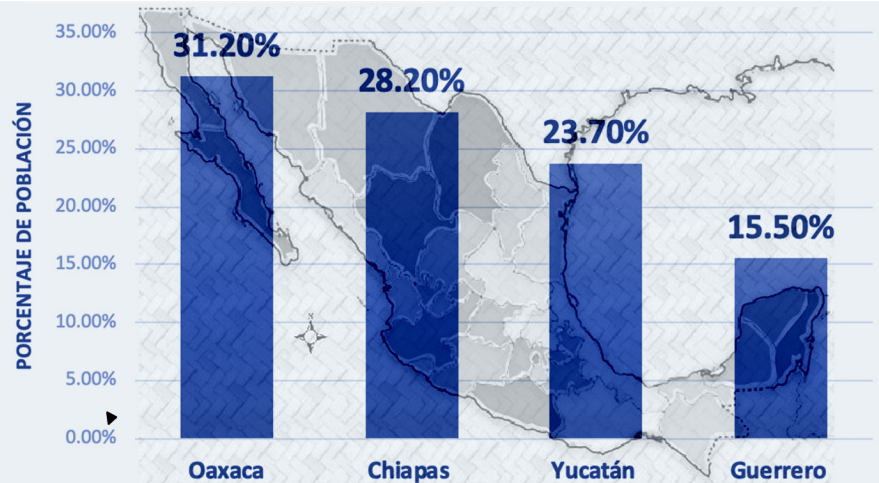 PORCENTAJE DE POBLACIÓN
35.00%
30.00%
25.00%
20.00%
15.00%
10.00%
5.00%
0.00%
31.20%
28.20%
23.70%
15.50%
Oaxaca
Chiapas
Yucatán
Guerrero
N